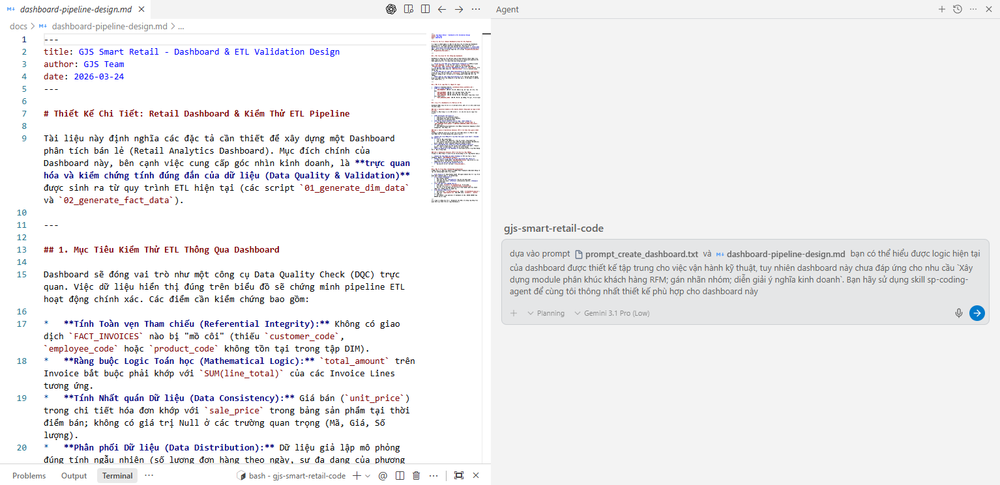 dashboard-pipeline-design.md
docs > dashboard-pipeline-design.md > ...
1 ---
2 title: GJS Smart Retail - Dashboard & ETL Validation Design
3 author: GJS Team
4 date: 2026-03-24
5 ---
6
7 # Thiết Kế Chi Tiết: Retail Dashboard & Kiểm Thử ETL Pipeline
8
9 Tài liệu này định nghĩa các đặc tả cần thiết để xây dựng một Dashboard
phân tích bán lẻ (Retail Analytics Dashboard). Mục đích chính của
Dashboard này, bên cạnh việc cung cấp góc nhìn kinh doanh, là **trực quan
hóa và kiểm chứng tính đúng đắn của dữ liệu (Data Quality & Validation)**
được sinh ra từ quy trình ETL hiện tại (các script `01_generate_dim_data`
và `02_generate_fact_data`).
10
11 ---
12
13 ## 1. Mục Tiêu Kiểm Thử ETL Thông Qua Dashboard
14
15 Dashboard sẽ đóng vai trò như một công cụ Data Quality Check (DQC) trực
quan. Việc dữ liệu hiển thị đúng trên biểu đồ sẽ chứng minh pipeline ETL
hoạt động chính xác. Các điểm cần kiểm chứng bao gồm:
16
17 * **Tính Toàn vẹn Tham chiếu (Referential Integrity):** Không có giao
dịch `FACT_INVOICES` nào bị "mồ côi" (thiếu `customer_code`,
`employee_code` hoặc `product_code` không tồn tại trong tập DIM).
18 * **Ràng buộc Logic Toán học (Mathematical Logic):** `total_amount` trên
Invoice bắt buộc phải khớp với `SUM(line_total)` của các Invoice Lines
tương ứng.
19 * **Tính Nhất quán Dữ liệu (Data Consistency):** Giá bán (`unit_price`)
trong chi tiết hóa đơn khớp với `sale_price` trong bảng sản phẩm tại thời
điểm bán; không có giá trị Null ở các trường quan trọng (Mã, Giá, Số
lượng).
20 * **Phân phối Dữ liệu (Data Distribution):** Dữ liệu giả lập mô phỏng
đúng tính ngẫu nhiên (số lượng đơn hàng theo ngày, sự đa dạng của phương
Problems Output Terminal ... bash - gjs-smart-retail-code
Agent
gjs-smart-retail-code
dựa vào prompt prompt_create_dashboard.txt và dashboard-pipeline-design.md bạn có thể hiểu được logic hiện tại
của dashboard được thiết kế tập trung cho việc vận hành kỹ thuật, tuy nhiên dashboard này chưa đáp ứng cho nhu cầu `Xây
dựng module phân khúc khách hàng RFM; gán nhãn nhóm; diễn giải ý nghĩa kinh doanh`. Bạn hãy sử dụng skill sp-coding-
agent để cùng tôi thông nhất thiết kế phù hợp cho dashboard này
Planning Gemini 3.1 Pro (Low)